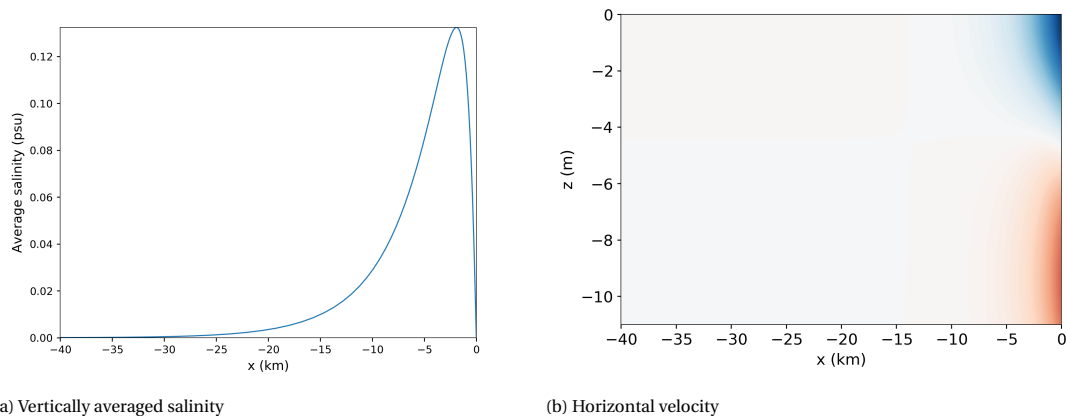 0.12
0.10
0.08
0.06
0.04
0.02
0.00
Average salinity (psu)
−40 −35 −30 −25 −20 −15 −10 −5 0
x (km)
a) Vertically averaged salinity
0
−2
−4
−6
−8
−10
z (m)
−40 −35 −30 −25 −20 −15 −10 −5 0
x (km)
(b) Horizontal velocity